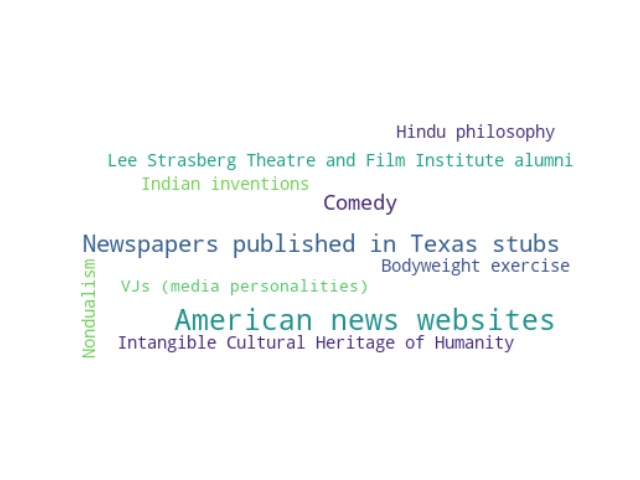 Hindu philosophy
Lee Strasberg Theatre and Film Institute alumni
Indian inventions
Comedy
Newspapers published in Texas stubs
Bodyweight exercise
Nondualism
VJs (media personalities)
American news websites
Intangible Cultural Heritage of Humanity